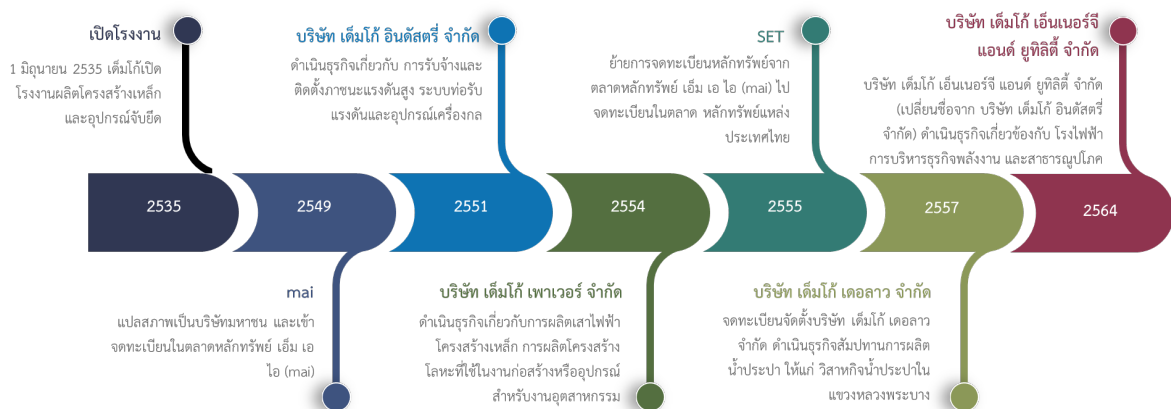 เปิดโรงงาน
1 มิถุนายน 2535 เด็มโก้เปิด
โรงงานผลิตโครงสร้างเหล็ก
และอุปกรณ์จับยึด
บริษัท เด็มโก้ อินดัสตรี่ จำกัด
ดำเนินธุรกิจเกี่ยวกับ การรับจ้างและ
ติดตั้งภาชนะแรงดันสูง ระบบท่อรับ
แรงดันและอุปกรณ์เครื่องกล
SET
ย้ายการจดทะเบียนหลักทรัพย์จาก
ตลาดหลักทรัพย์ เอ็ม เอ ไอ (mai) ไป
จดทะเบียนในตลาด หลักทรัพย์แห่ง
ประเทศไทย
บริษัท เด็มโก้ เอ็นเนอร์จี
แอนด์ ยูทิลิตี้ จำกัด
บริษัท เด็มโก้ เอ็นเนอร์จี แอนด์ ยูทิลิตี้ จำกัด
(เปลี่ยนชื่อจาก บริษัท เด็มโก้ อินดัสตรี่
จำกัด) ดำเนินธุรกิจเกี่ยวข้องกับ โรงไฟฟ้า
การบริหารธุรกิจพลังงาน และสาธารณูปโภค
2535
2549
2551
2554
2555
2557
2564
mai
แปลสภาพเป็นบริษัทมหาชน และเข้า
จดทะเบียนในตลาดหลักทรัพย์ เอ็ม เอ
ไอ (mai)
บริษัท เด็มโก้ เพาเวอร์ จำกัด
ดำเนินธุรกิจเกี่ยวกับการผลิตเสาไฟฟ้า
โครงสร้างเหล็ก การผลิตโครงสร้าง
โลหะที่ใช้ในงานก่อสร้างหรืออุปกรณ์
สำหรับงานอุตสาหกรรม
บริษัท เด็มโก้ เดอลาว จำกัด
จดทะเบียนจัดตั้งบริษัท เด็มโก้ เดอลาว
จำกัด ดำเนินธุรกิจสัมปทานการผลิต
น้ำประปา ให้แก่ วิสาหกิจน้ำประปาใน
แขวงหลวงพระบาง